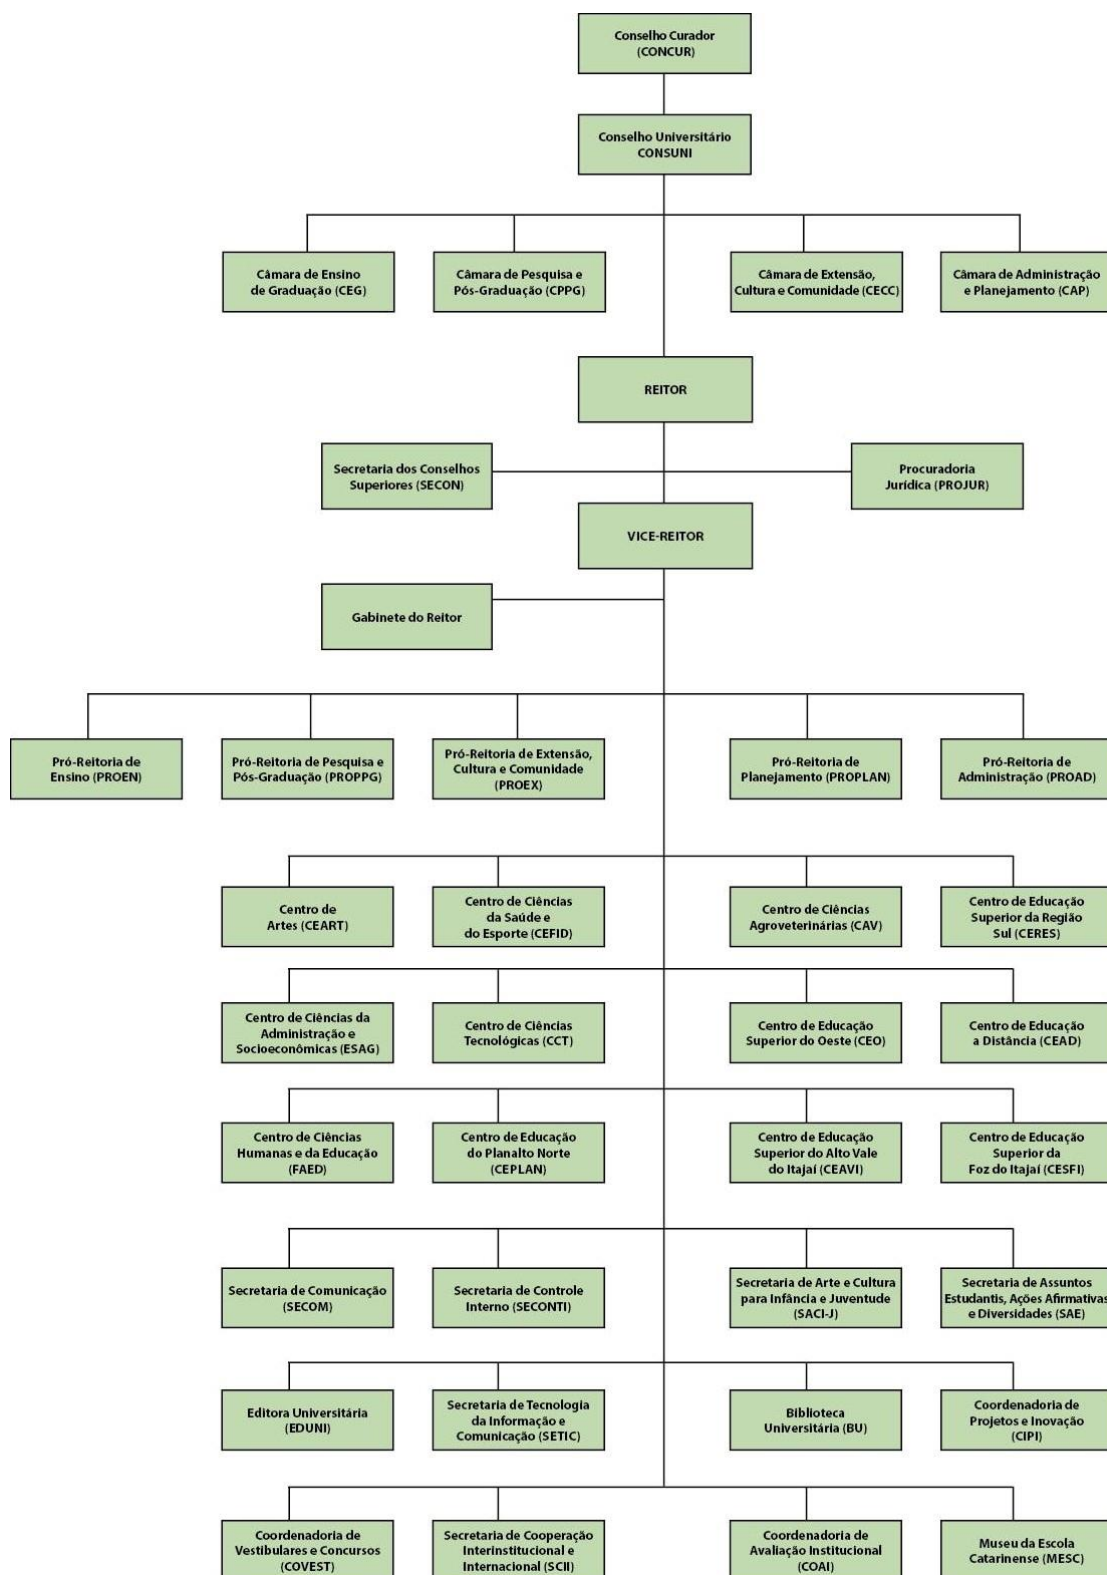 Conselho Curador
(CONCUR)
Conselho Universitário
CONSUNI
Câmara de Ensino
de Graduação (CEG)
Câmara de Pesquisa e
Pós-Graduação (CPPG)
Câmara de Extensão,
Cultura e Comunidade (CECC)
Câmara de Administração
e Planejamento (CAP)
REITOR
Secretaria dos Conselhos
Superiores (SECON)
Procuradoria
Jurídica (PROJUR)
VICE-REITOR
Gabinete do Reitor
Pró-Reitoria de
Ensino (PROEN)
Pró-Reitoria de Pesquisa e
Pós-Graduação (PROPPG)
Pró-Reitoria de Extensão,
Cultura e Comunidade
(PROEX)
Pró-Reitoria de
Planejamento (PROPLAN)
Pró-Reitoria de
Administração (PROAD)
Centro de
Artes (CEART)
Centro de Ciências
da Saúde e
do Esporte (CEFID)
Centro de Ciências
Agroveterinárias (CAV)
Centro de Educação
Superior da Região
Sul (CERES)
Centro de Ciências da
Administração e
Socioeconômicas (ESAG)
Centro de Ciências
Tecnológicas (CCT)
Centro de Educação
Superior do Oeste (CEO)
Centro de Educação
a Distância (CEAD)
Centro de Ciências
Humanas e da Educação
(FAED)
Centro de Educação
do Planalto Norte
(CEPLAN)
Centro de Educação
Superior do Alto Vale
do Itajaí (CEAVI)
Centro de Educação
Superior da
Foz do Itajaí (CESFI)
Secretaria de Comunicação
(SECOM)
Secretaria de Controle
Interno (SECONTI)
Secretaria de Arte e Cultura
para Infância e Juventude
(SACI-J)
Secretaria de Assuntos
Estudantis, Ações Afirmativas
e Diversidades (SAE)
Editora Universitária
(EDUNI)
Secretaria de Tecnologia
da Informação e
Comunicação (SETIC)
Biblioteca
Universitária (BU)
Coordenadoria de
Projetos e Inovação
(CIPI)
Coordenadoria de
Vestibulares e Concursos
(COVEST)
Secretaria de Cooperação
Interinstitucional e
Internacional (SCII)
Coordenadoria de
Avaliação Institucional
(COAI)
Museu da Escola
Catarinense (MESC)